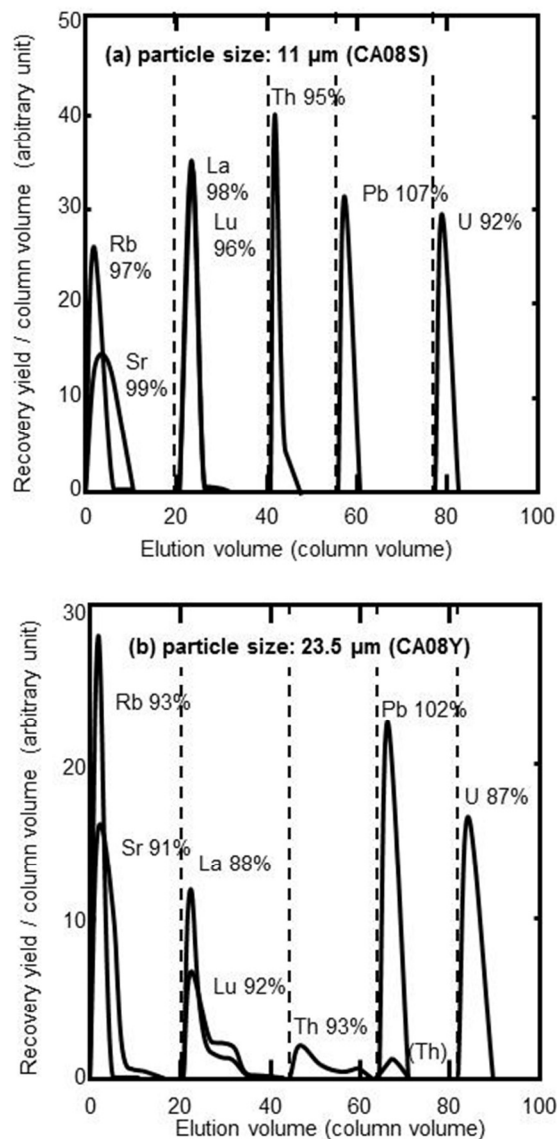 50
(a) particle size: 11 µm (CA08S)
Th 95%
40
La
98%
Pb 107%
30
Lu
96%
U 92%
Rb
97%
20
Sr
99%
10
0
0 20 40 60 80 100
Elution volume (column volume)
Recovery yield / column volume (arbitrary unit)
30
(b) particle size: 23.5 µm (CA08Y)
Rb 93%
Pb 102%
20
U 87%
Sr 91%
La 88%
10
Lu 92%
Th 93%
(Th)
0
0 20 40 60 80 100
Elution volume (column volume)
Recovery yield / column volume (arbitrary unit)